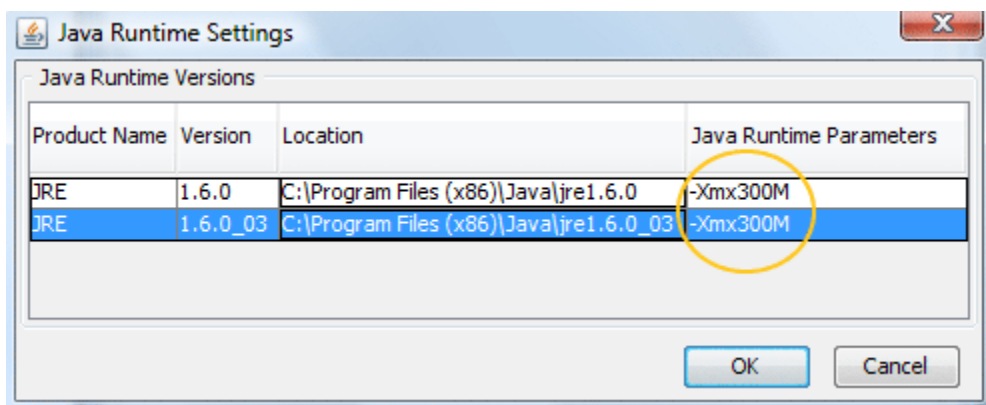 Java Runtime Settings
Java Runtime Versions
Product Name Version Location Java Runtime Parameters
JRE 1.6.0 C:\Program Files (x86)\Java\jre1.6.0 -Xmx300M
JRE 1.6.0_03 C:\Program Files (x86)\Java\jre1.6.0_03 -Xmx300M
OK Cancel